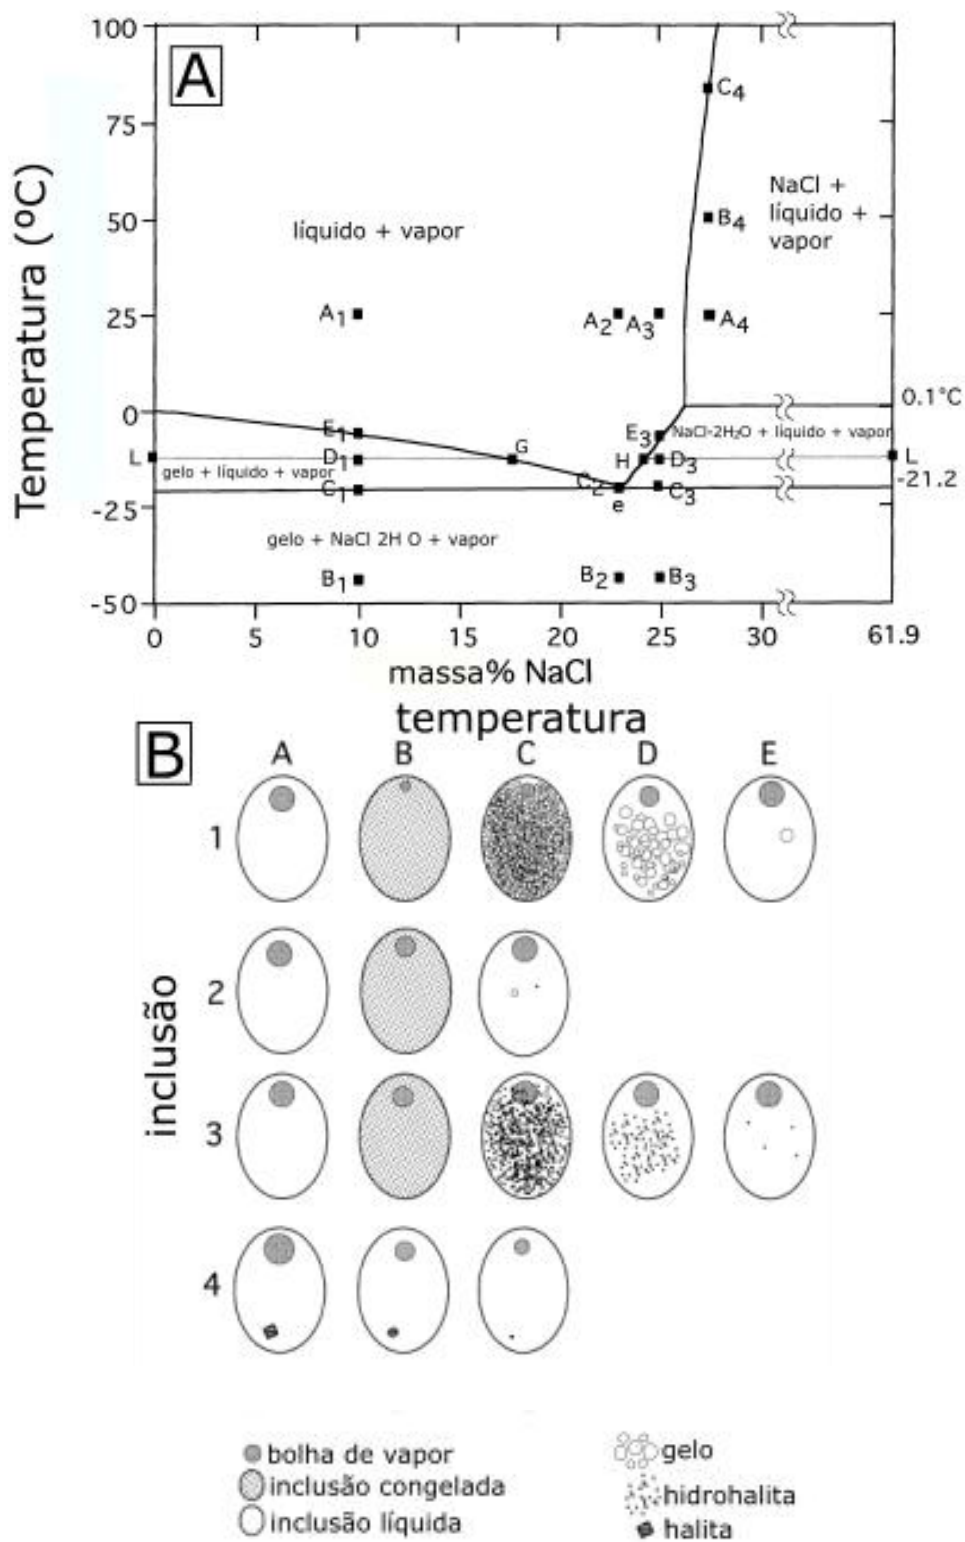 A
Temperatura (ºC)
100
75
50
25
0
-25
-50
líquido + vapor
NaCl +
líquido +
vapor
C4
B4
A1
A2
A3
A4
0.1°C
E1
G
E3
NaCl-2H₂O + líquido + vapor
L
D1
H
D3
L
gelo + líquido + vapor
-21.2
C1
C2
e
C3
gelo + NaCl 2H O + vapor
B1
B2
B3
0 5 10 15 20 25 30 61.9
massa% NaCl
B
temperatura
A B C D E
inclusão
1
2
3
4
bolha de vapor
inclusão congelada
inclusão líquida
gelo
hidrohalita
halita